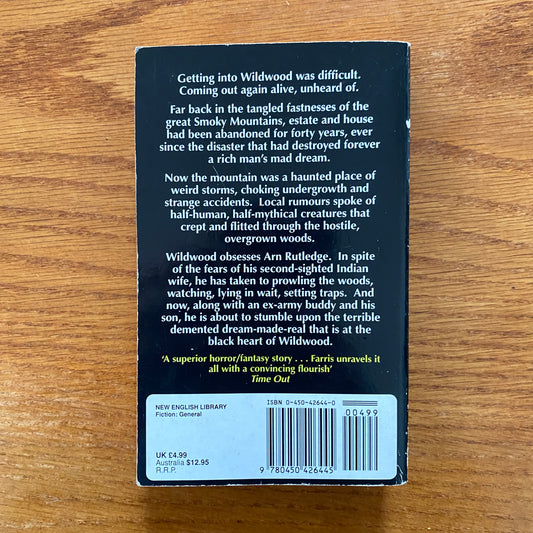 Getting into Wildwood was difficult.
Coming out again alive, unheard of.
Far back in the tangled fastnesses of the
great Smoky Mountains, estate and house
had been abandoned for forty years, ever
since the disaster that had destroyed forever
a rich man's mad dream.
Now the mountain was a haunted place of
weird storms, choking undergrowth and
strange accidents. Local rumours spoke of
half-human, half-mythical creatures that
crept and flitted through the hostile,
overgrown woods.
Wildwood obsesses Arn Rutledge. In spite
of the fears of his second-sighted Indian
wife, he has taken to prowling the woods,
watching, lying in wait, setting traps. And
now, along with an ex-army buddy and his
son, he is about to stumble upon the terrible
demented dream-made-real that is at the
black heart of Wildwood.
'A superior horror/fantasy story . . . Farris unravels it
all with a convincing flourish'
Time Out
NEW ENGLISH LIBRARY
Fiction: General
UK £4.99
Australia $12.95
R.R.P.
ISBN 0-450-42644-0
00499
9 780450 426445